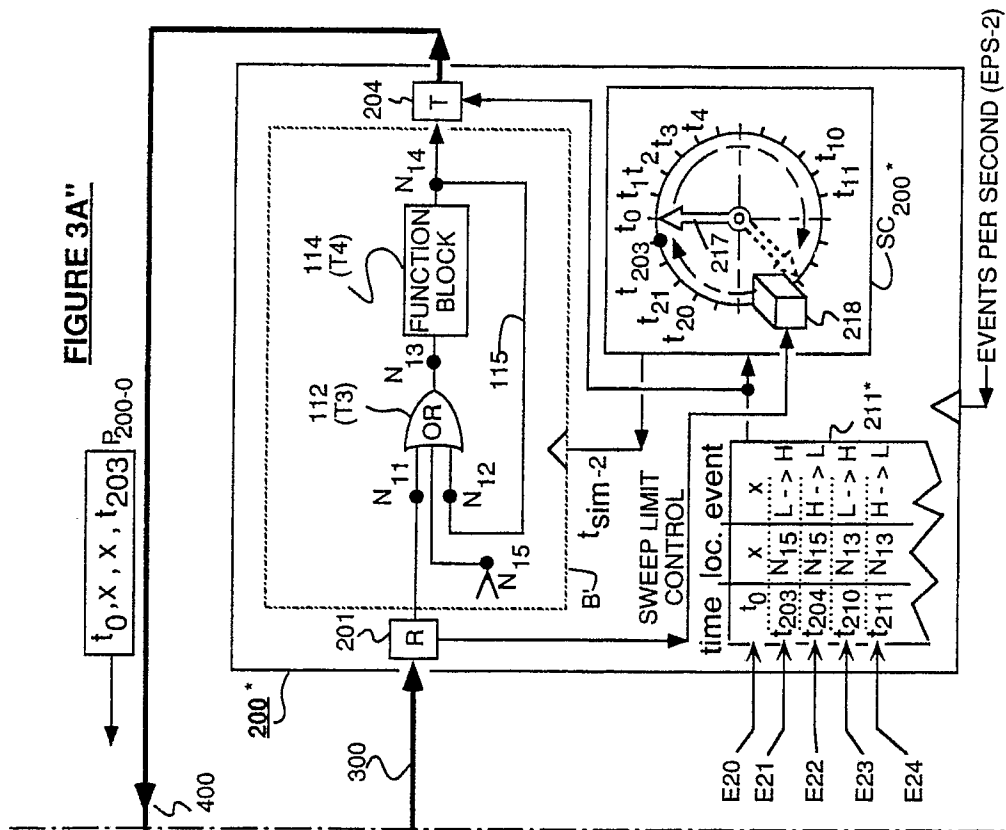 FIGURE 3A"
t0, x, x, t203
P200-0
400
300
200*
201
R
N11
N12
N15
112
(T3)
OR
N13
114
(T4)
FUNCTION
BLOCK
N14
115
204
T
B'
tsim-2
SWEEP LIMIT
CONTROL
t0
t1
t2
t3
t4
t10
t11
t20
t21
t203
217
218
SC200*
time loc. event
t0 x x
t203 N15 L-> H
t204 N15 H-> L
t210 N13 L-> H
t211 N13 H-> L
211*
E20
E21
E22
E23
E24
EVENTS PER SECOND (EPS-2)